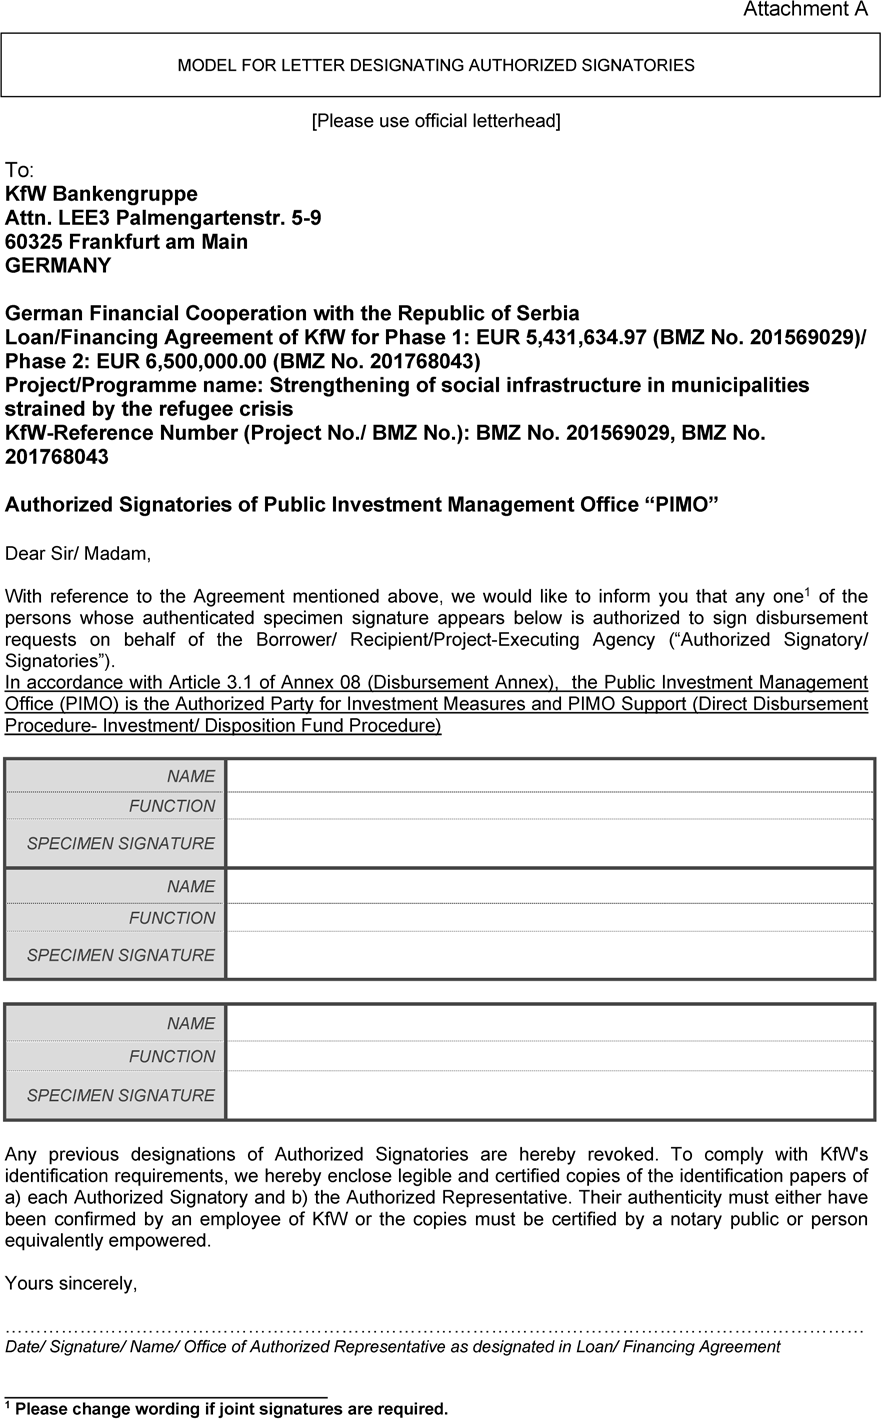 Attachment A
MODEL FOR LETTER DESIGNATING AUTHORIZED SIGNATORIES
[Please use official letterhead]
To:
KfW Bankengruppe
Attn. LEE3 Palmengartenstr. 5-9
60325 Frankfurt am Main
GERMANY
German Financial Cooperation with the Republic of Serbia
Loan/Financing Agreement of KfW for Phase 1: EUR 5,431,634.97 (BMZ No. 201569029)/
Phase 2: EUR 6,500,000.00 (BMZ No. 201768043)
Project/Programme name: Strengthening of social infrastructure in municipalities
strained by the refugee crisis
KfW-Reference Number (Project No./ BMZ No.): BMZ No. 201569029, BMZ No.
201768043
Authorized Signatories of Public Investment Management Office “PIMO”
Dear Sir/ Madam,
With reference to the Agreement mentioned above, we would like to inform you that any one¹ of the
persons whose authenticated specimen signature appears below is authorized to sign disbursement
requests on behalf of the Borrower/ Recipient/Project-Executing Agency (“Authorized Signatory/
Signatories”).
In accordance with Article 3.1 of Annex 08 (Disbursement Annex), the Public Investment Management
Office (PIMO) is the Authorized Party for Investment Measures and PIMO Support (Direct Disbursement
Procedure- Investment/ Disposition Fund Procedure)
NAME
FUNCTION
SPECIMEN SIGNATURE
NAME
FUNCTION
SPECIMEN SIGNATURE
NAME
FUNCTION
SPECIMEN SIGNATURE
Any previous designations of Authorized Signatories are hereby revoked. To comply with KfW's
identification requirements, we hereby enclose legible and certified copies of the identification papers of
a) each Authorized Signatory and b) the Authorized Representative. Their authenticity must either have
been confirmed by an employee of KfW or the copies must be certified by a notary public or person
equivalently empowered.
Yours sincerely,
……………………………………………………………………………………………………………………………
Date/ Signature/ Name/ Office of Authorized Representative as designated in Loan/ Financing Agreement
¹ Please change wording if joint signatures are required.